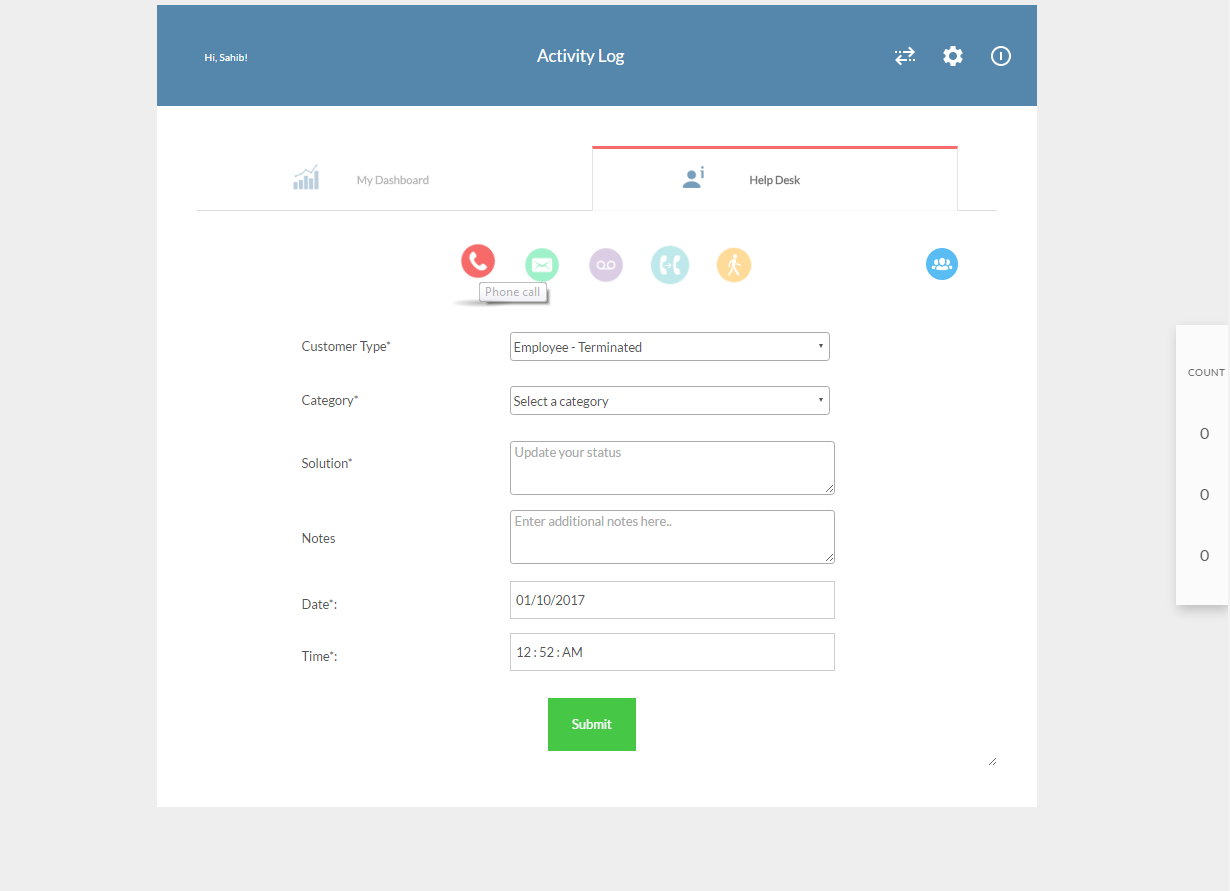 Hi, Sahib!
Activity Log
My Dashboard
Help Desk
Phone call
Customer Type*
Employee - Terminated
Category*
Select a category
Solution*
Update your status
Notes
Enter additional notes here..
Date*:
01/10/2017
Time*:
12 : 52 : AM
Submit
COUNT
0
0
0